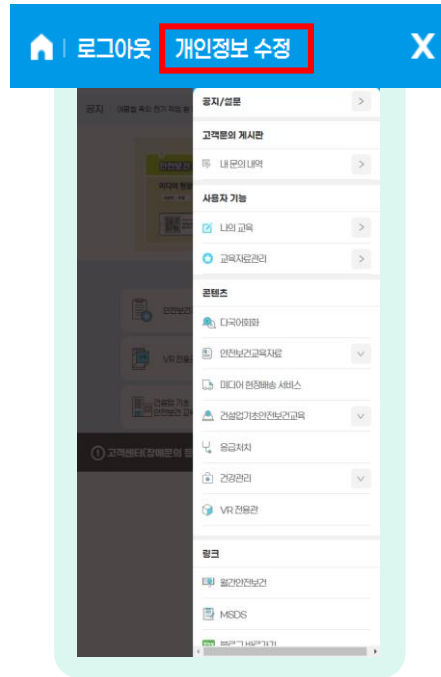 로그아웃 개인정보 수정 X
공지
공지/설문
고객문의 게시판
내 문의 내역
사용자 기능
나의 교육
교육자료관리
콘텐츠
다국어회화
안전보건교육자료
미디어 현장배송 서비스
건설업기초안전보건교육
응급처치
건강관리
VR 전용관
링크
월간안전보건
MSDS